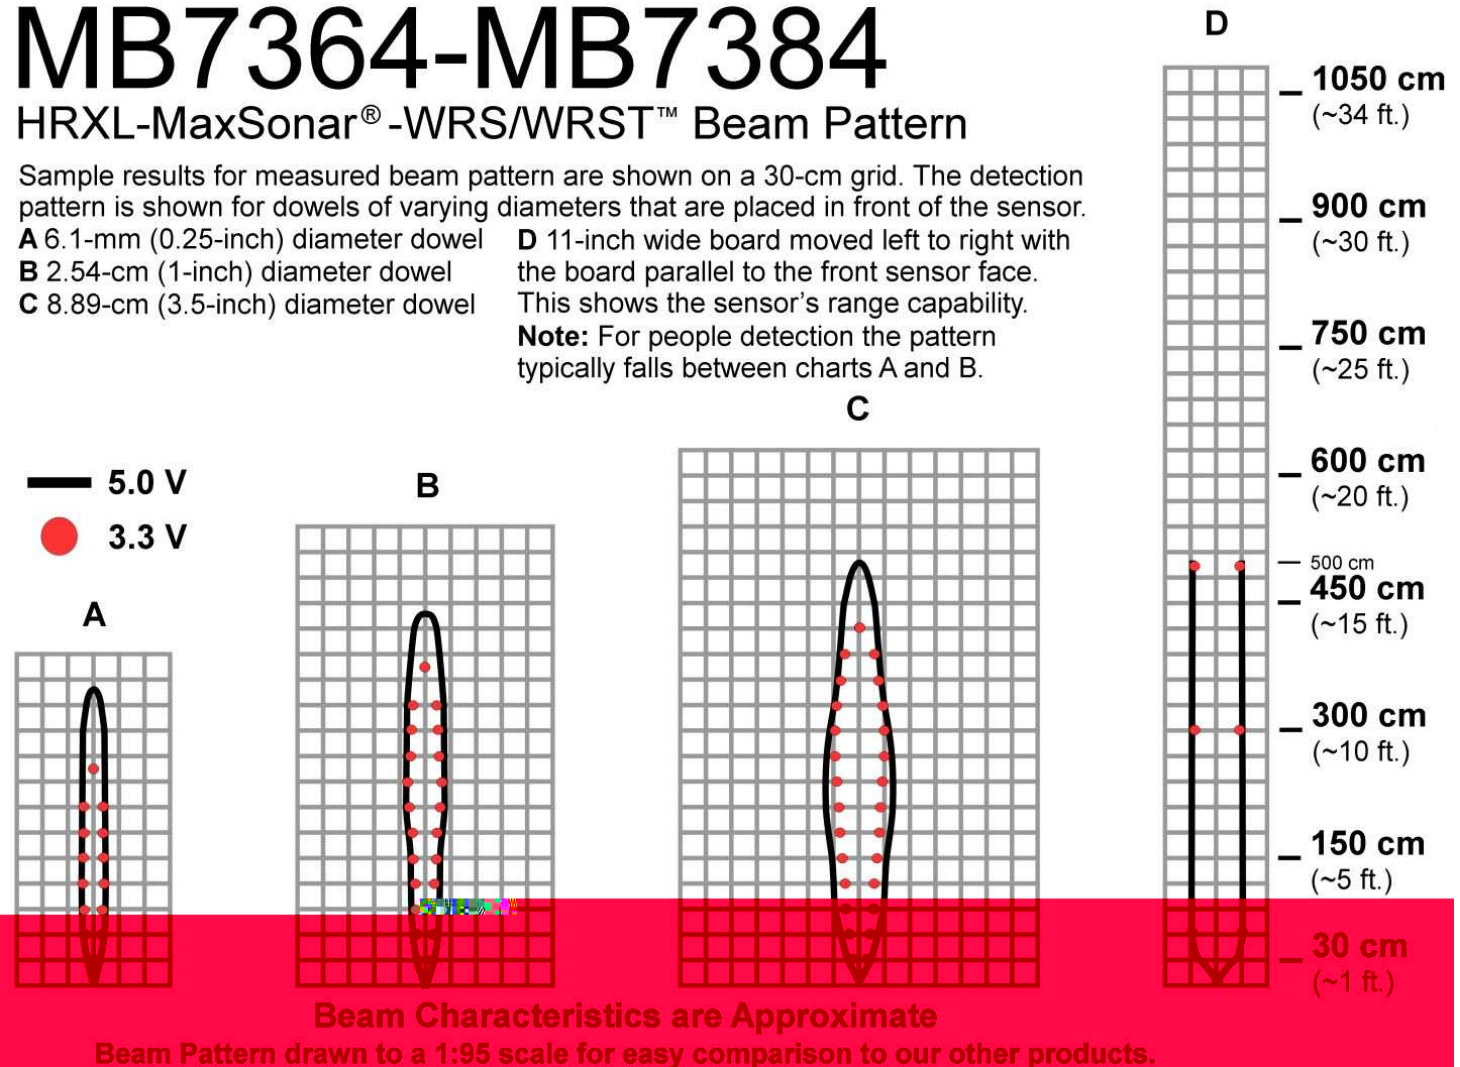 MB7364-MB7384
HRXL-MaxSonar®-WRS/WRST™ Beam Pattern
Sample results for measured beam pattern are shown on a 30-cm grid. The detection
pattern is shown for dowels of varying diameters that are placed in front of the sensor.
A 6.1-mm (0.25-inch) diameter dowel
B 2.54-cm (1-inch) diameter dowel
C 8.89-cm (3.5-inch) diameter dowel
D 11-inch wide board moved left to right with
the board parallel to the front sensor face.
This shows the sensor's range capability.
Note: For people detection the pattern
typically falls between charts A and B.
5.0 V
3.3 V
A
B
C
D
1050 cm
(~34 ft.)
900 cm
(~30 ft.)
750 cm
(~25 ft.)
600 cm
(~20 ft.)
500 cm
450 cm
(~15 ft.)
300 cm
(~10 ft.)
150 cm
(~5 ft.)
30 cm
(~1 ft.)
Beam Characteristics are Approximate
Beam Pattern drawn to a 1:95 scale for easy comparison to our other products.